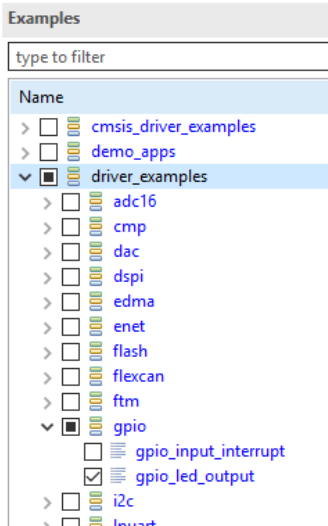 Examples
type to filter
Name
cmsis_driver_examples
demo_apps
driver_examples
adc16
cmp
dac
dspi
edma
enet
flash
flexcan
ftm
gpio
gpio_input_interrupt
gpio_led_output
i2c